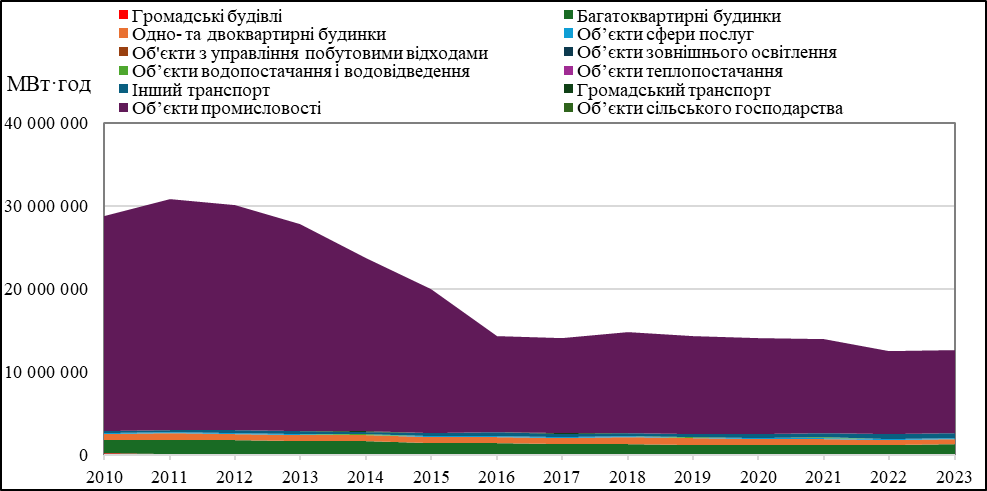 Громадські будівлі
Багатоквартирні будинки
Одно- та двоквартирні будинки
Об’єкти сфери послуг
Об'єкти з управління побутовими відходами
Об’єкти зовнішнього освітлення
Об’єкти водопостачання і водовідведення
Об’єкти теплопостачання
Інший транспорт
Громадський транспорт
Об’єкти промисловості
Об’єкти сільського господарства
МВт·год
40 000 000
30 000 000
20 000 000
10 000 000
0
2010 2011 2012 2013 2014 2015 2016 2017 2018 2019 2020 2021 2022 2023